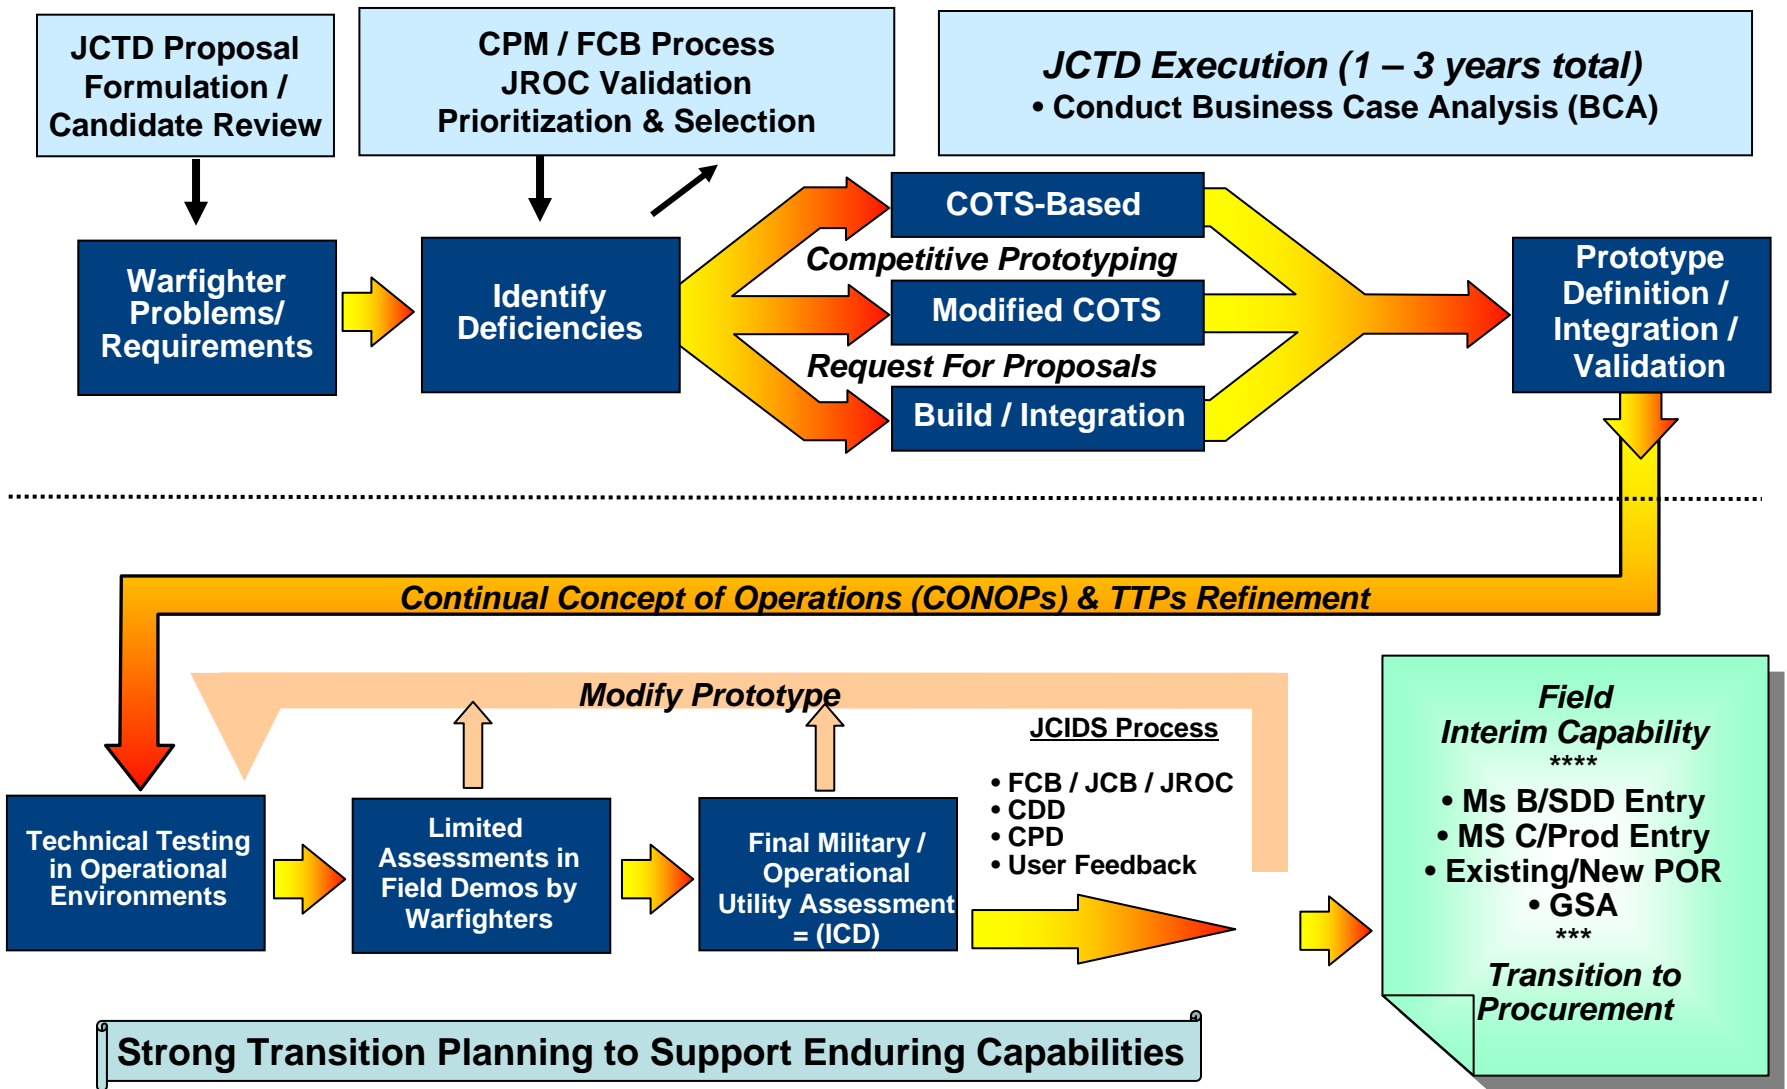 JCTD Proposal
Formulation /
Candidate Review
CPM / FCB Process
JROC Validation
Prioritization & Selection
JCTD Execution (1 – 3 years total)
• Conduct Business Case Analysis (BCA)
Warfighter
Problems/
Requirements
Identify
Deficiencies
COTS-Based
Competitive Prototyping
Modified COTS
Request For Proposals
Build / Integration
Prototype
Definition /
Integration /
Validation
Continual Concept of Operations (CONOPs) & TTPs Refinement
Modify Prototype
JCIDS Process
• FCB / JCB / JROC
• CDD
• CPD
• User Feedback
Technical Testing
in Operational
Environments
Limited
Assessments in
Field Demos by
Warfighters
Final Military /
Operational
Utility Assessment
= (ICD)
Field
Interim Capability
****
• Ms B/SDD Entry
• MS C/Prod Entry
• Existing/New POR
• GSA
***
Transition to
Procurement
Strong Transition Planning to Support Enduring Capabilities